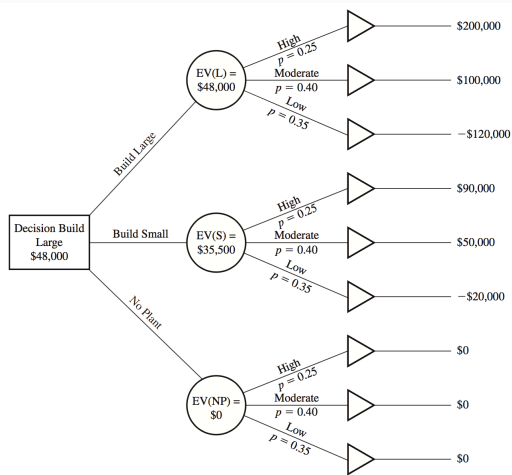 High
p = 0.25
$200,000
EV(L) =
$48,000
Moderate
p = 0.40
$100,000
Low
p = 0.35
−$120,000
Build Large
High
p = 0.25
$90,000
Decision Build
Large
$48,000
Build Small
EV(S) =
$35,500
Moderate
p = 0.40
$50,000
Low
p = 0.35
−$20,000
No Plant
High
p = 0.25
$0
EV(NP) =
$0
Moderate
p = 0.40
$0
Low
p = 0.35
$0